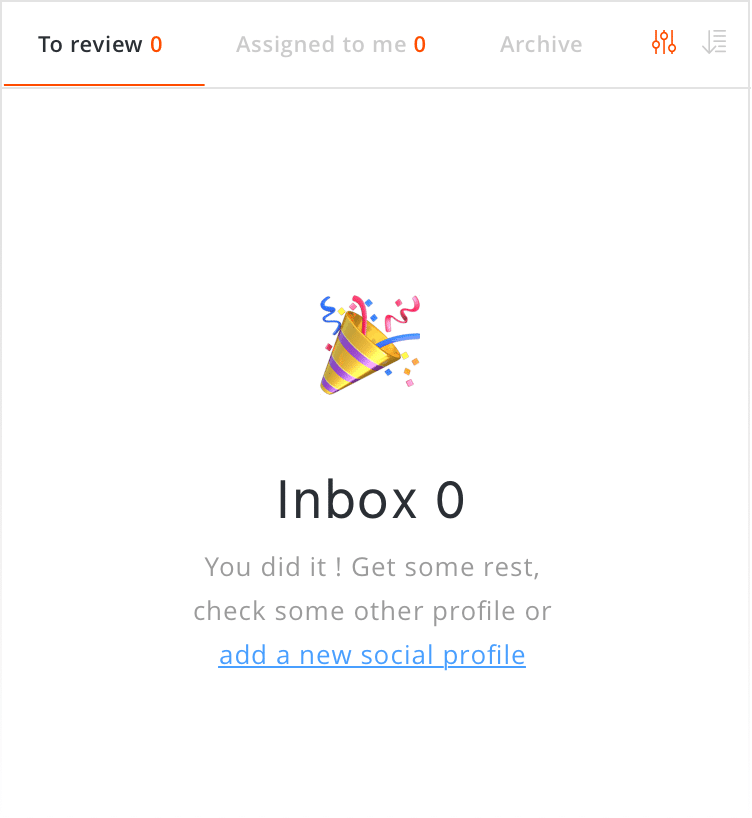 To review 0 Assigned to me 0 Archive
Inbox 0
You did it ! Get some rest,
check some other profile or
add a new social profile